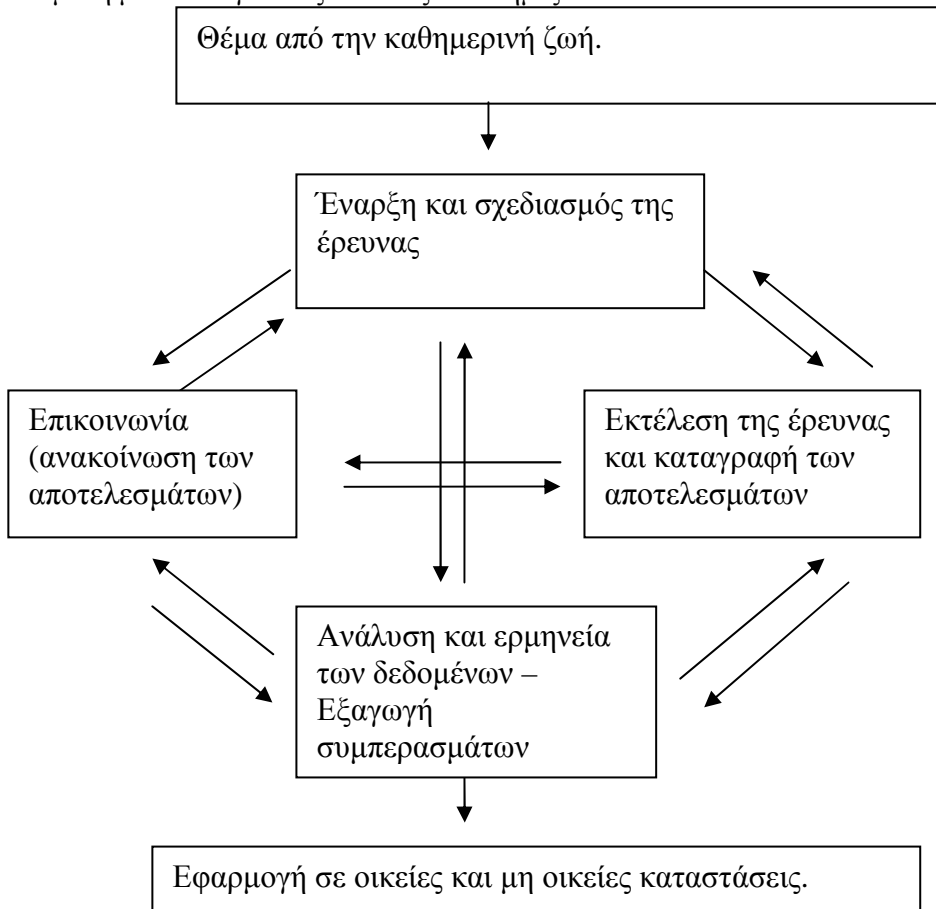 Θέμα από την καθημερινή ζωή.
Έναρξη και σχεδιασμός της
έρευνας
Επικοινωνία
(ανακοίνωση των
αποτελεσμάτων)
Εκτέλεση της έρευνας
και καταγραφή των
αποτελεσμάτων
Ανάλυση και ερμηνεία
των δεδομένων –
Εξαγωγή
συμπερασμάτων
Εφαρμογή σε οικείες και μη οικείες καταστάσεις.